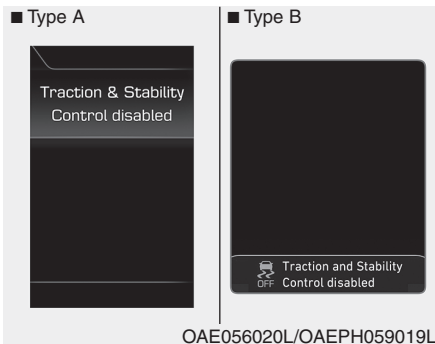 ■ Type A
■ Type B
Traction & Stability
Control disabled
Traction and Stability
OFF Control disabled
OAE056020L/OAEPH059019L